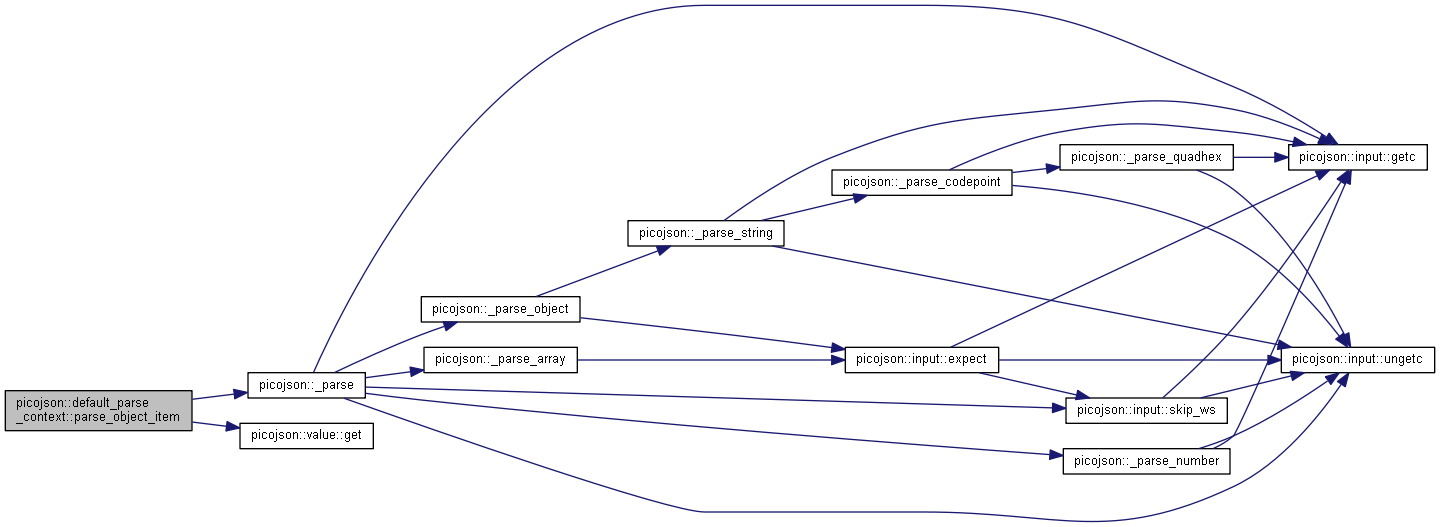 picojson::input::getc
picojson::_parse_quadhex
picojson::_parse_codepoint
picojson::_parse_string
picojson::_parse_object
picojson::_parse_array
picojson::input::expect
picojson::input::ungetc
picojson::_parse
picojson::default_parse
_context::parse_object_item
picojson::input::skip_ws
picojson::value::get
picojson::_parse_number